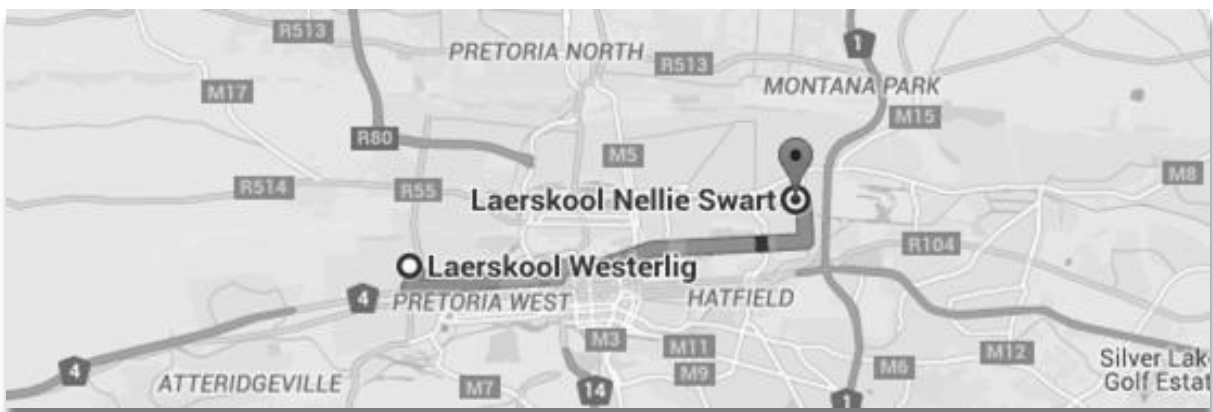 R513
PRETORIA NORTH
R513
1
MONTANA PARK
M17
M15
R80
M5
M8
R514
R55
Laerskool Nellie Swart
R104
Laerskool Westerlig
4
PRETORIA WEST
HATFIELD
M3
M11
M12
4
M6
Silver Lak
Golf Estat
ATTERIDGEVILLE
M7
14
M9
1